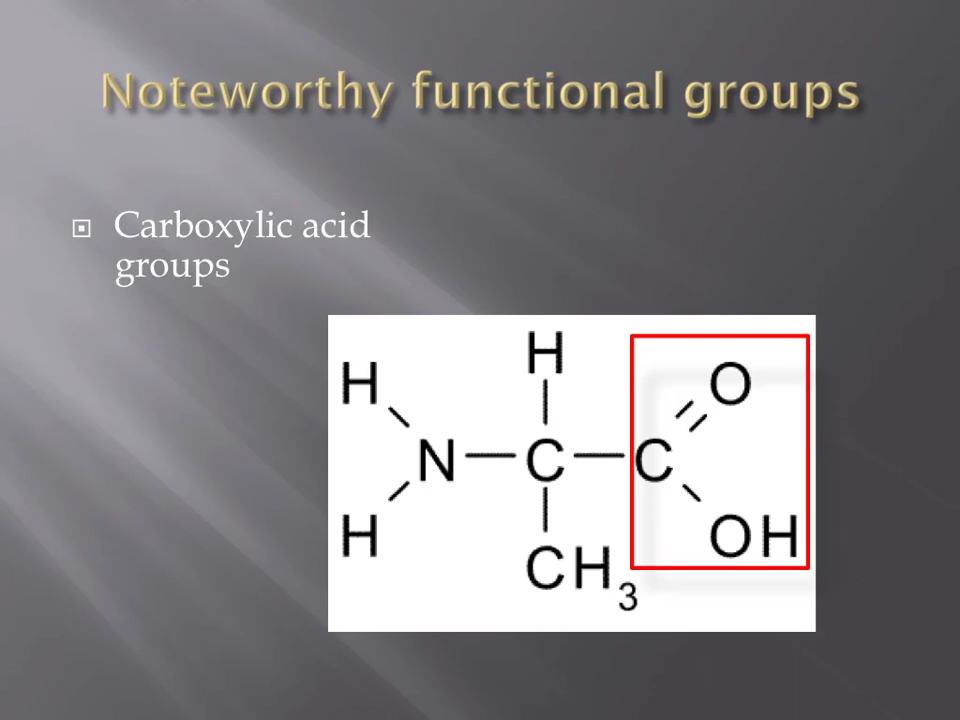 Noteworthy functional groups
Carboxylic acid
groups
H
H
O
N C C
H
OH
CH3